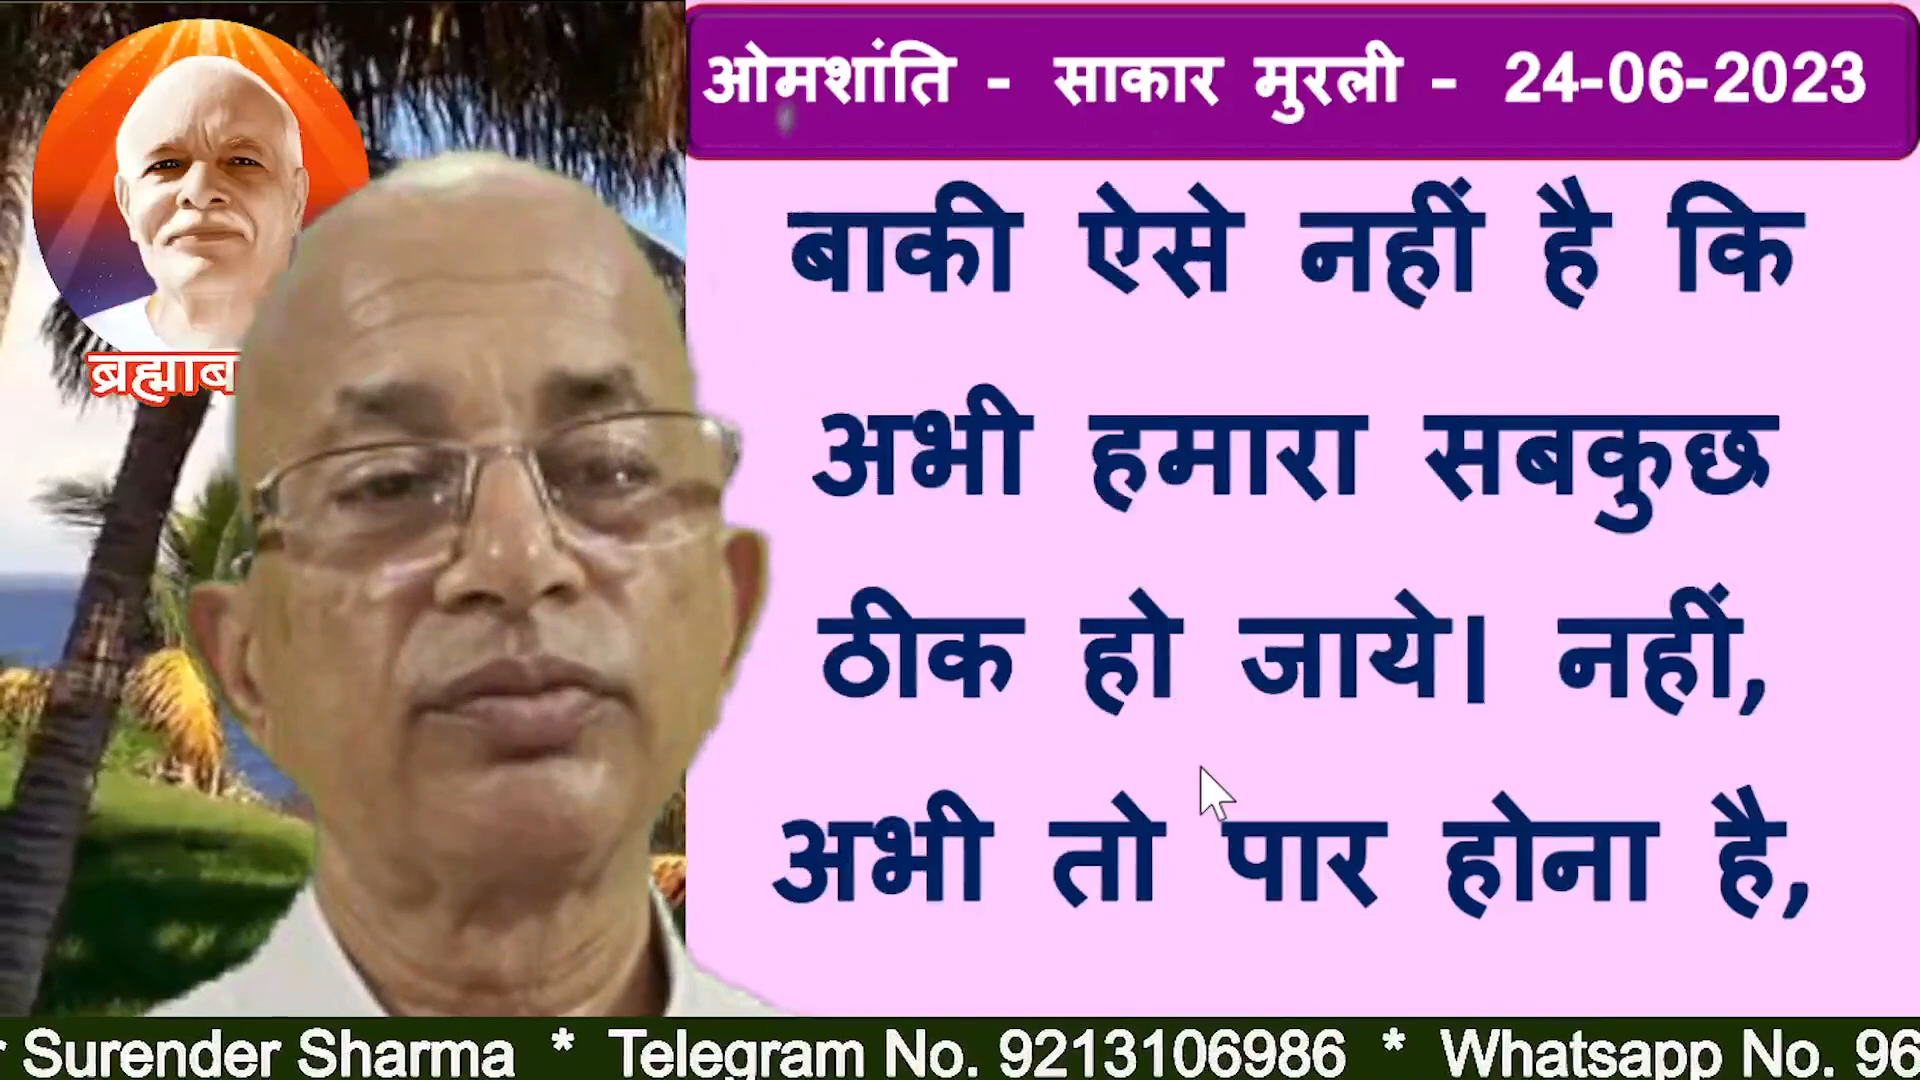 ओमशांति - साकार मुरली - 24-06-2023
बाकी ऐसे नहीं है कि
अभी हमारा सबकुछ
ठीक हो जाये। नहीं,
अभी तो पार होना है,
ब्रह्माब
Surender Sharma * Telegram No. 9213106986 * Whatsapp No. 96